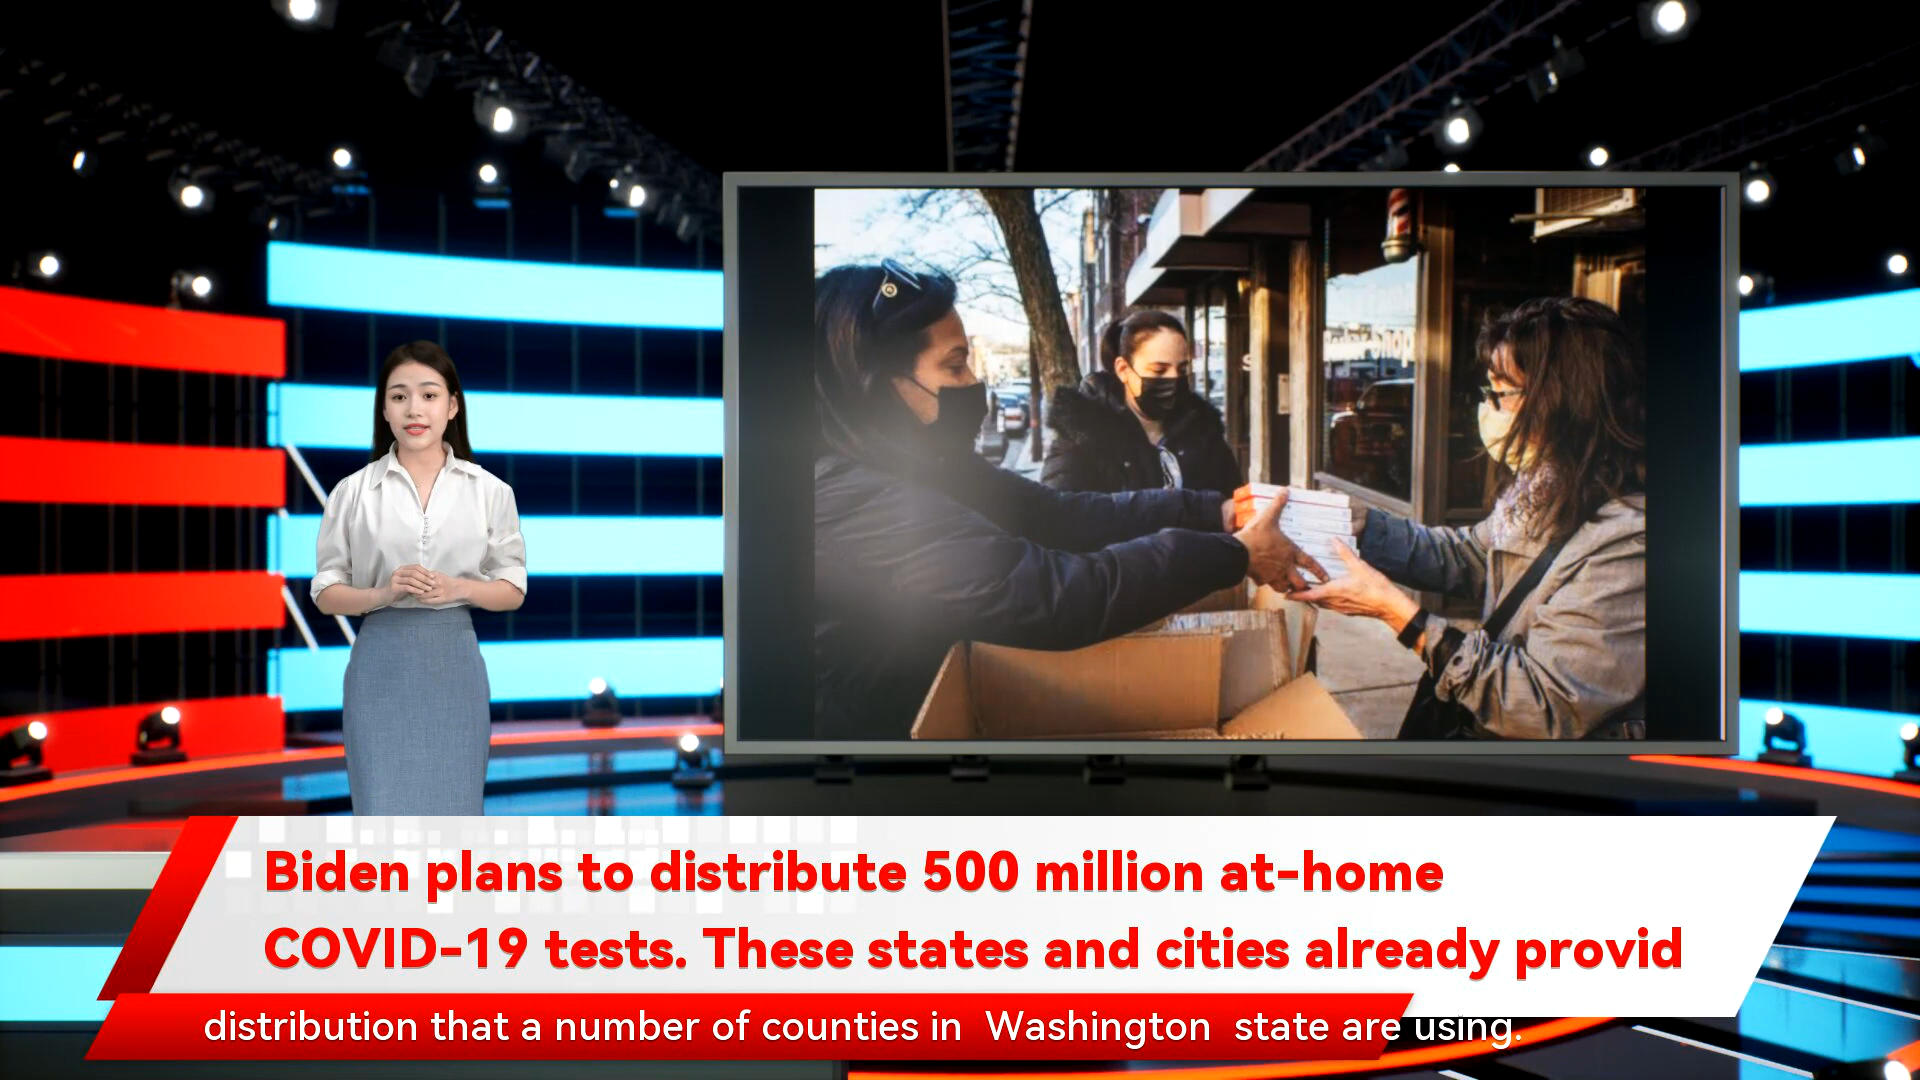 Biden plans to distribute 500 million at-home
COVID-19 tests. These states and cities already provid
distribution that a number of counties in Washington state are using.